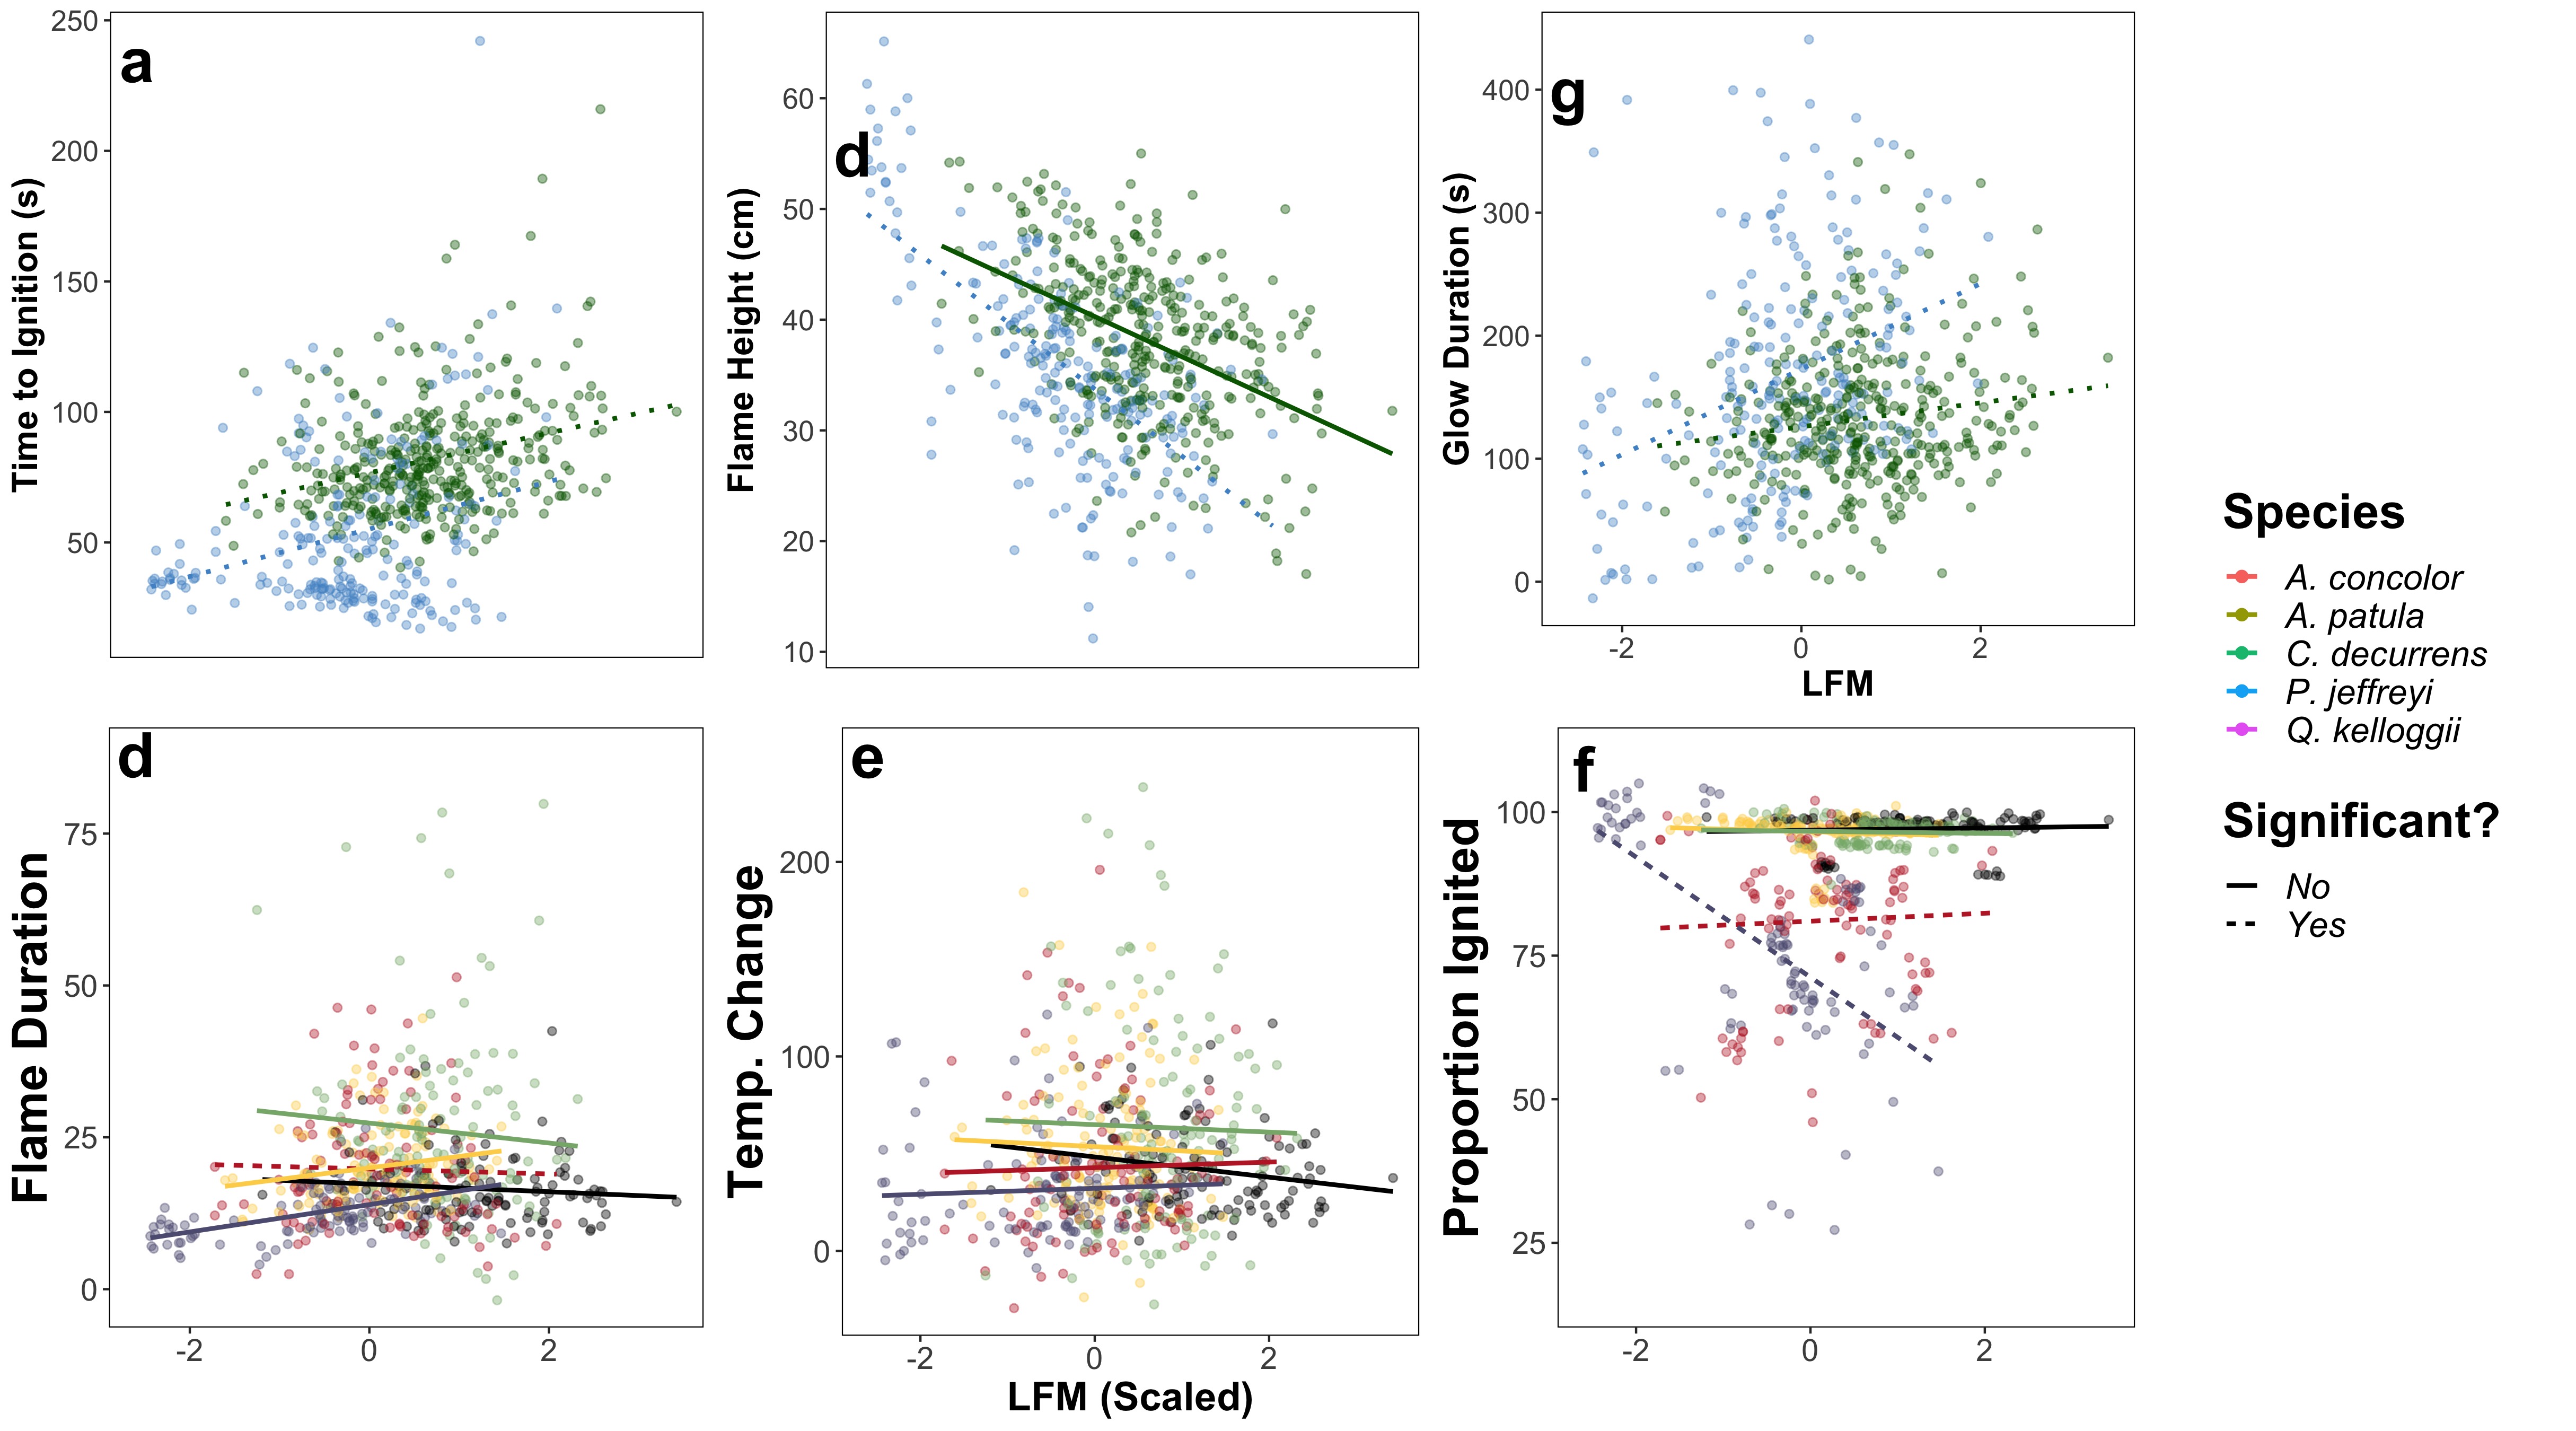 a
Time to Ignition (s)
250
200
150
100
50
d
Flame Height (cm)
60
50
40
30
20
10
g
Glow Duration (s)
400
300
200
100
0
-2
0
2
LFM
d
Flame Duration
75
50
25
0
-2
0
2
e
Temp. Change
200
100
0
-2
0
2
LFM (Scaled)
f
Proportion Ignited
100
75
50
25
-2
0
2
Species
A. concolor
A. patula
C. decurrens
P. jeffreyi
Q. kelloggii
Significant?
No
Yes